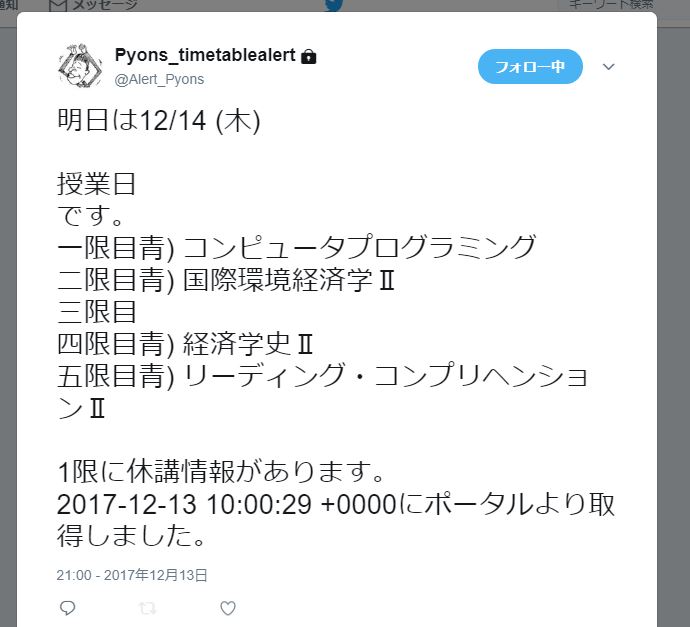 メッセージ
キーワード検索
Pyons_timetablealert
@Alert_Pyons
フォロー中
明日は12/14 (木)
授業日
です。
一限目青) コンピュータプログラミング
二限目青) 国際環境経済学Ⅱ
三限目
四限目青) 経済学史Ⅱ
五限目青) リーディング・コンプリヘンショ
ンⅡ
1限に休講情報があります。
2017-12-13 10:00:29 +0000にポータルより取
得しました。
21:00 - 2017年12月13日